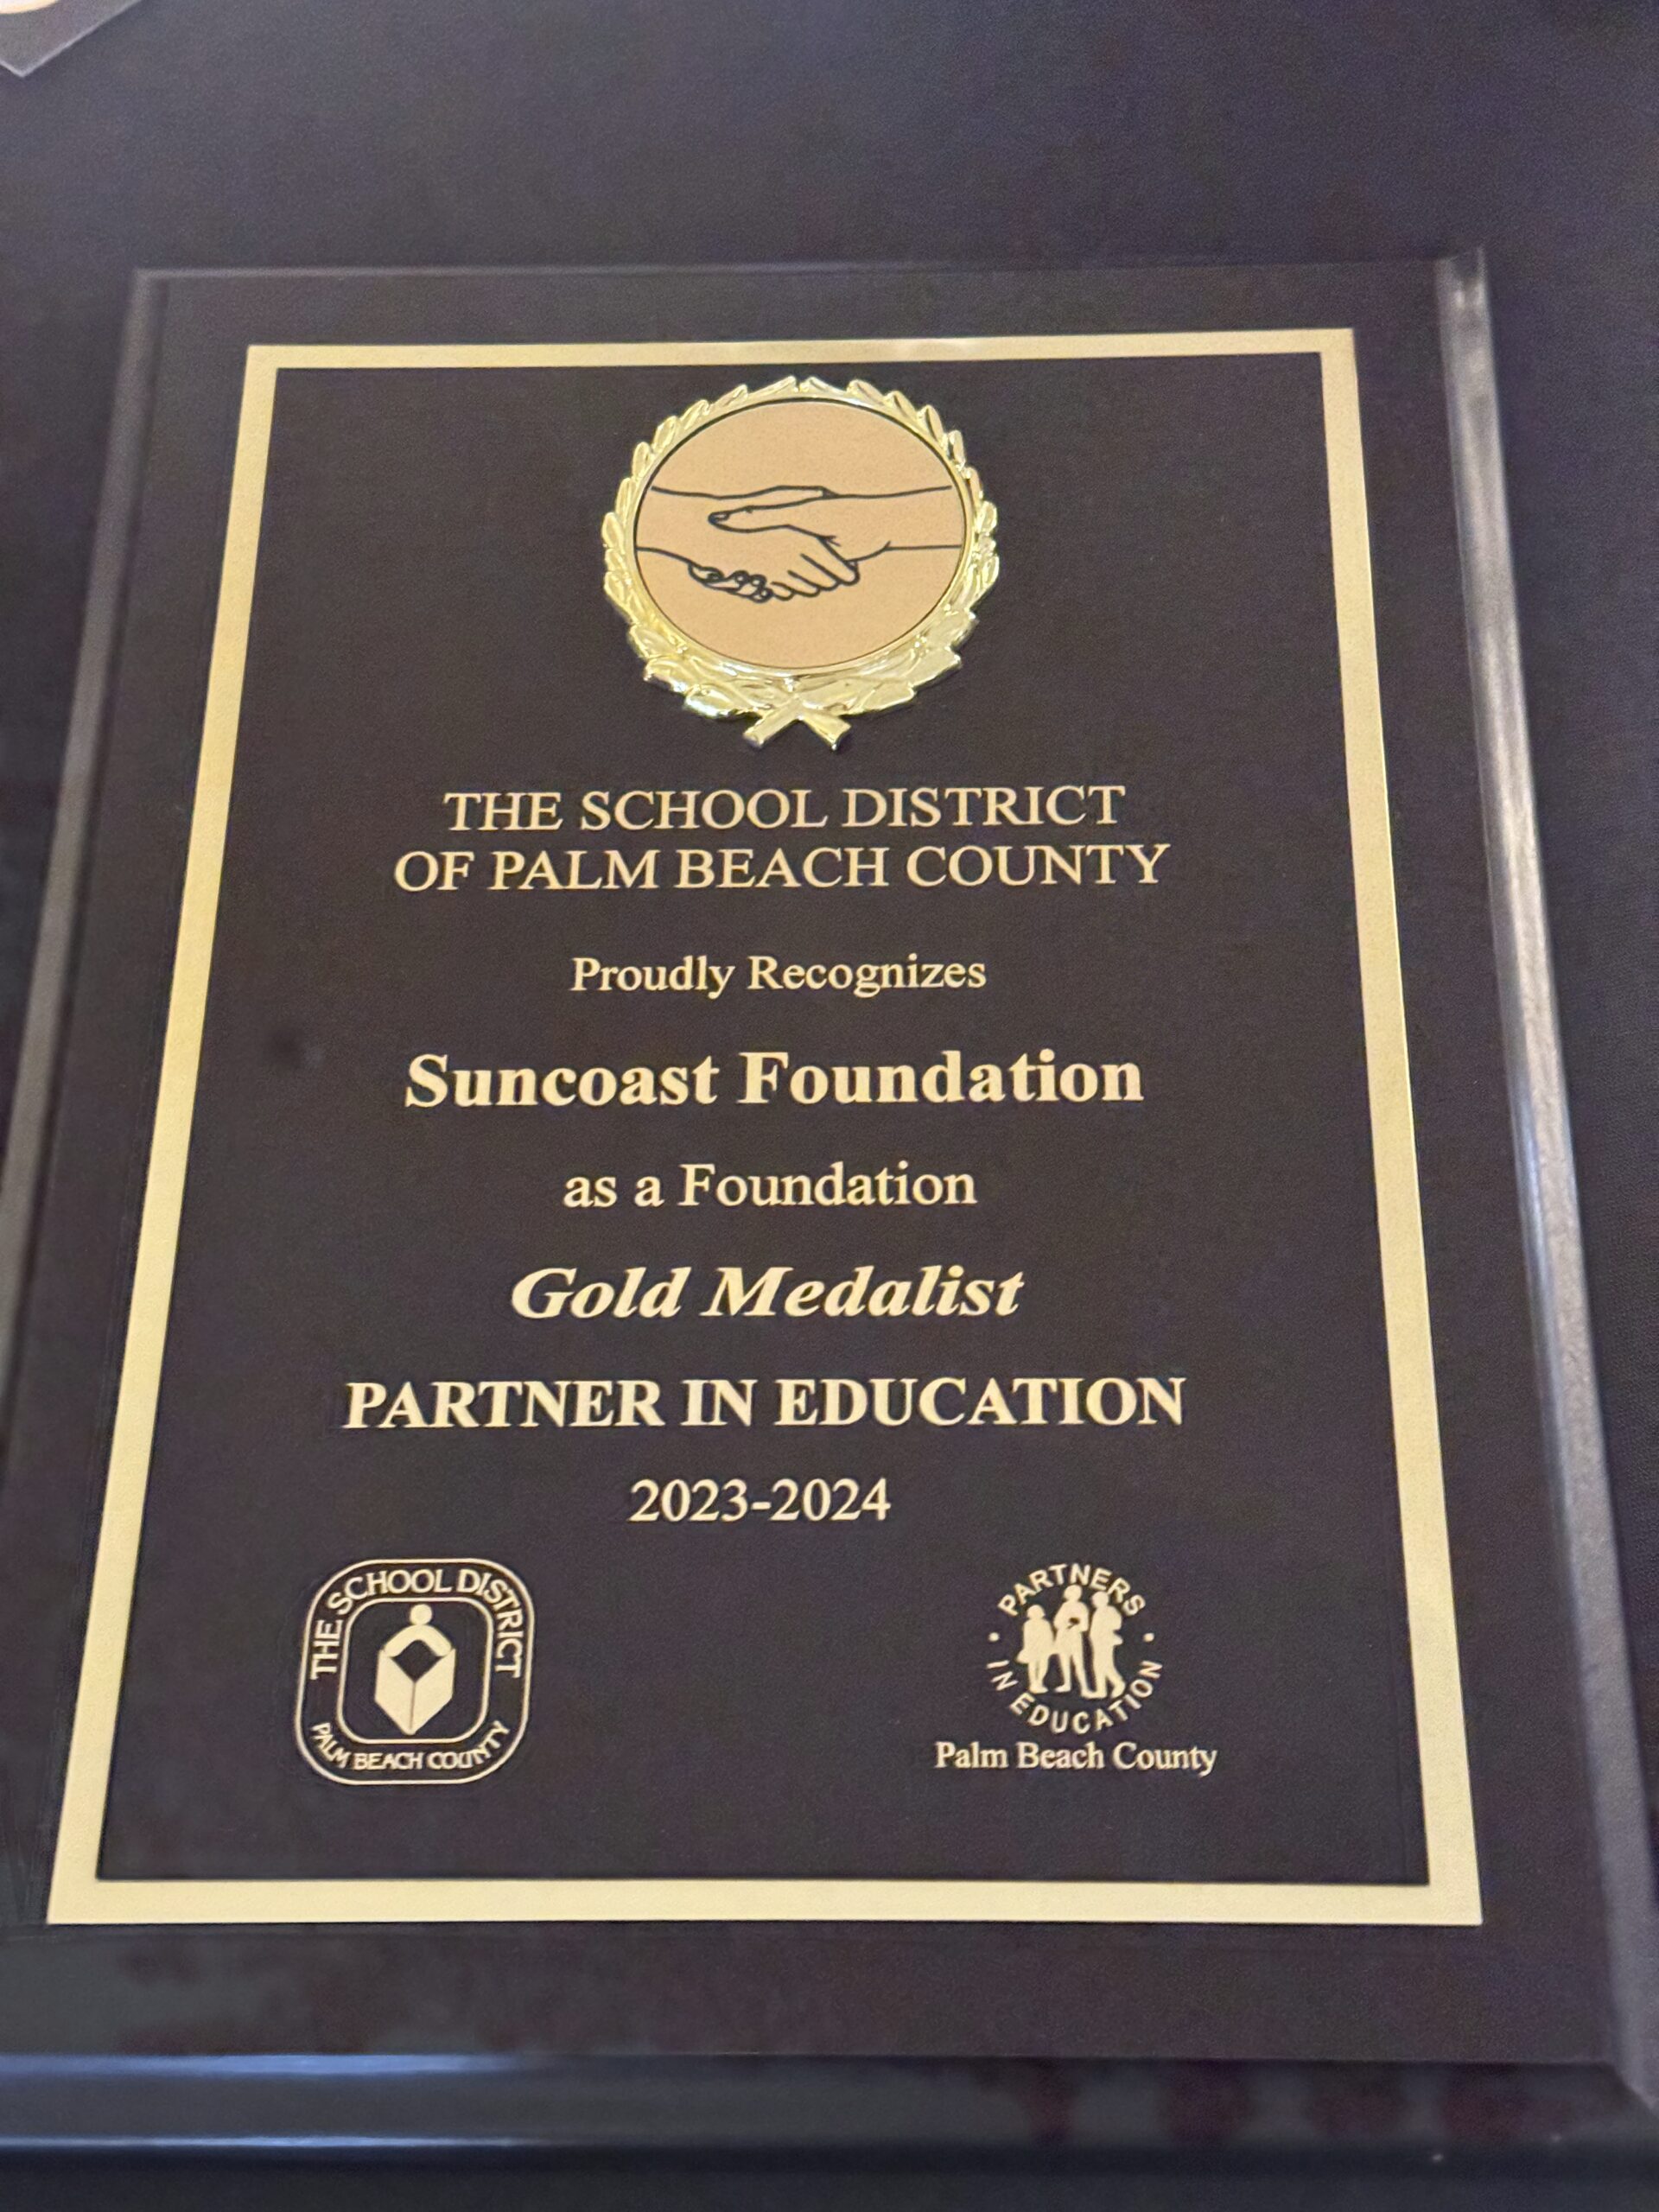 THE SCHOOL DISTRICT
OF PALM BEACH COUNTY
Proudly Recognizes
Suncoast Foundation
as a Foundation
Gold Medalist
PARTNER IN EDUCATION
2023-2024
THE SCHOOL DISTRICT
PALM BEACH COUNTY
PARTNERS
IN EDUCATION
Palm Beach County